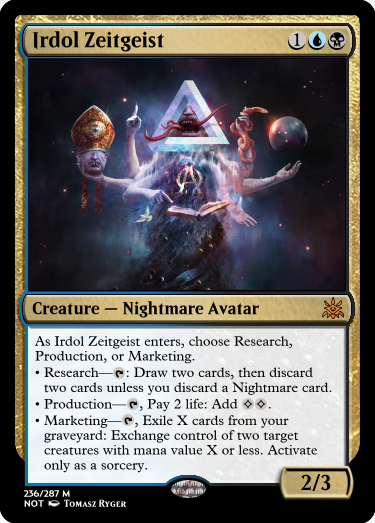 Irdol Zeitgeist 1
Creature — Nightmare Avatar
As Irdol Zeitgeist enters, choose Research,
Production, or Marketing.
• Research—: Draw two cards, then discard
two cards unless you discard a Nightmare card.
• Production—, Pay 2 life: Add .
• Marketing—, Exile X cards from your
graveyard: Exchange control of two target
creatures with mana value X or less. Activate
only as a sorcery.
2/3
236/287 M
NOT Tomasz Ryger